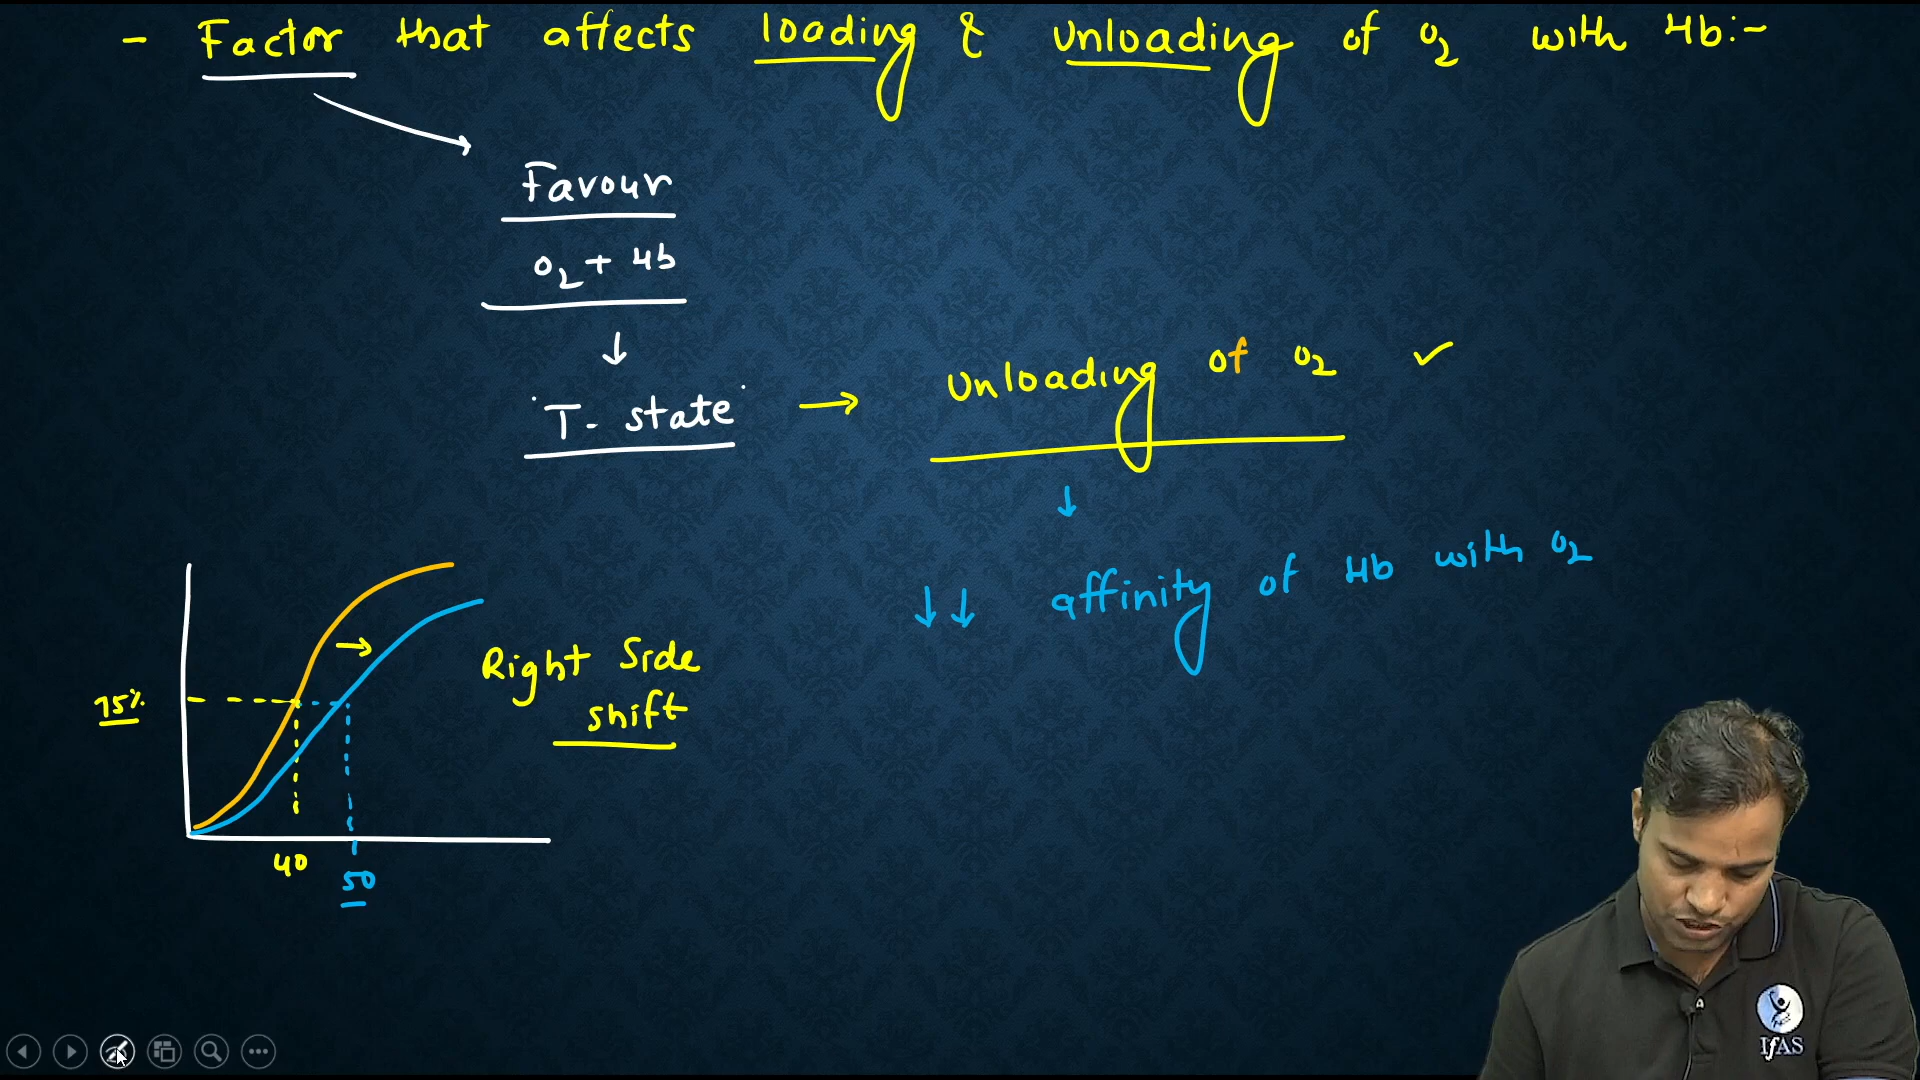 - Factor that affects loading & Unloading of O2 with Hb:-
Favour
O2 + Hb
↓
'T- state' → Unloading of O2 ✓
↓
↓↓ affinity of Hb with O2
→
Right Side
shift
75%
40
50
IFAS